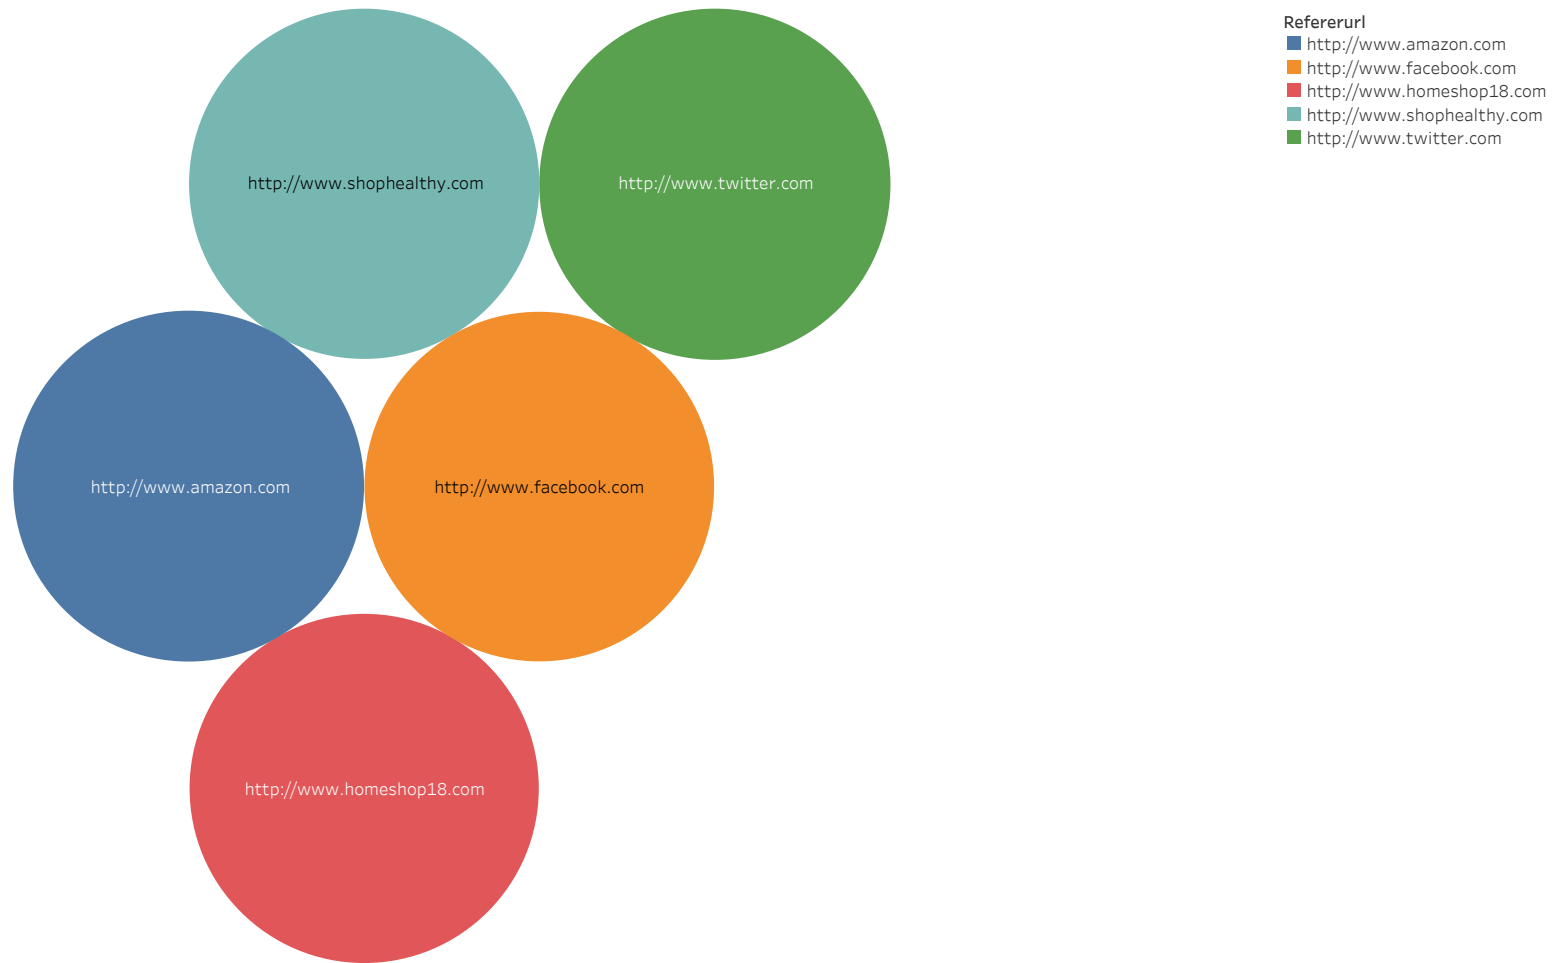 Refererurl
http://www.amazon.com
http://www.facebook.com
http://www.homeshop18.com
http://www.shophealthy.com
http://www.twitter.com
http://www.shophealthy.com
http://www.twitter.com
http://www.amazon.com
http://www.facebook.com
http://www.homeshop18.com